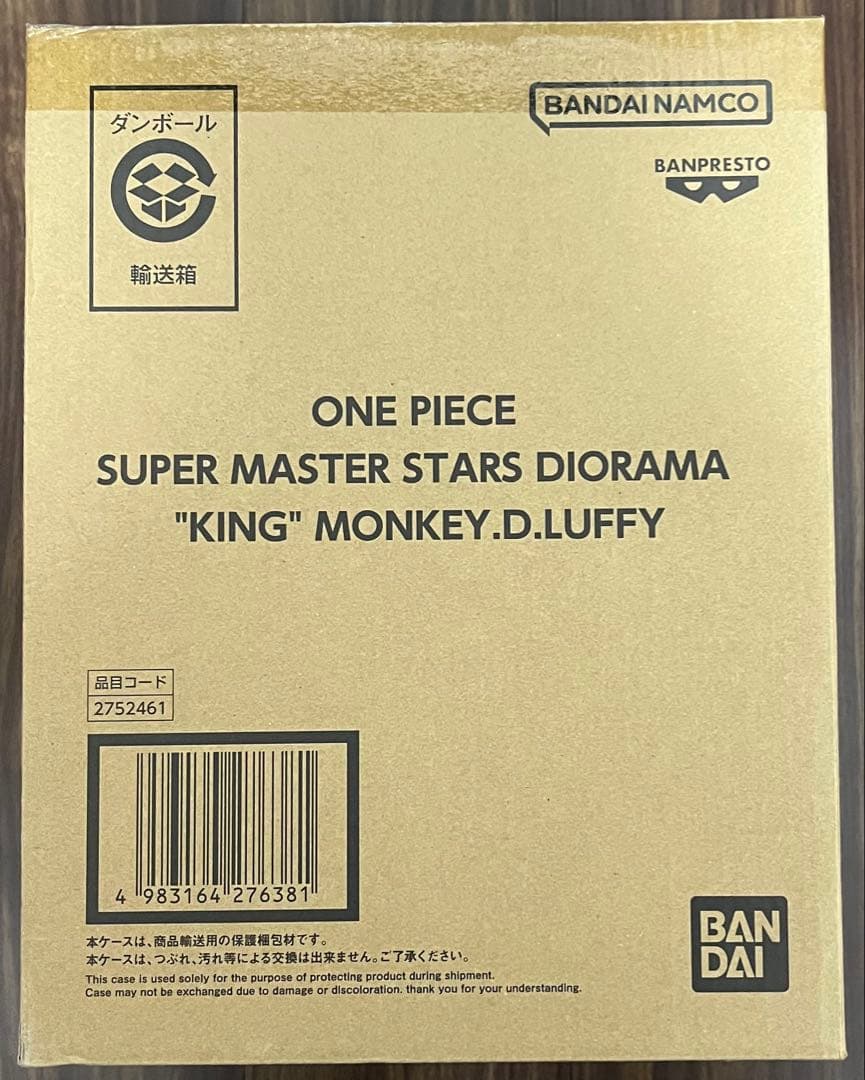 ダンボール
輸送箱
BANDAI NAMCO
BANPRESTO
ONE PIECE
SUPER MASTER STARS DIORAMA
"KING" MONKEY.D.LUFFY
品目コード
2752461
4 983164 276381
本ケースは、商品輸送用の保護梱包材です。
本ケースは、つぶれ、汚れ等による交換は出来ません。ご了承ください。
This case is used solely for the purpose of protecting product during shipment.
Case may not be exchanged due to damage or discoloration. thank you for your understanding.
BAN
DAI